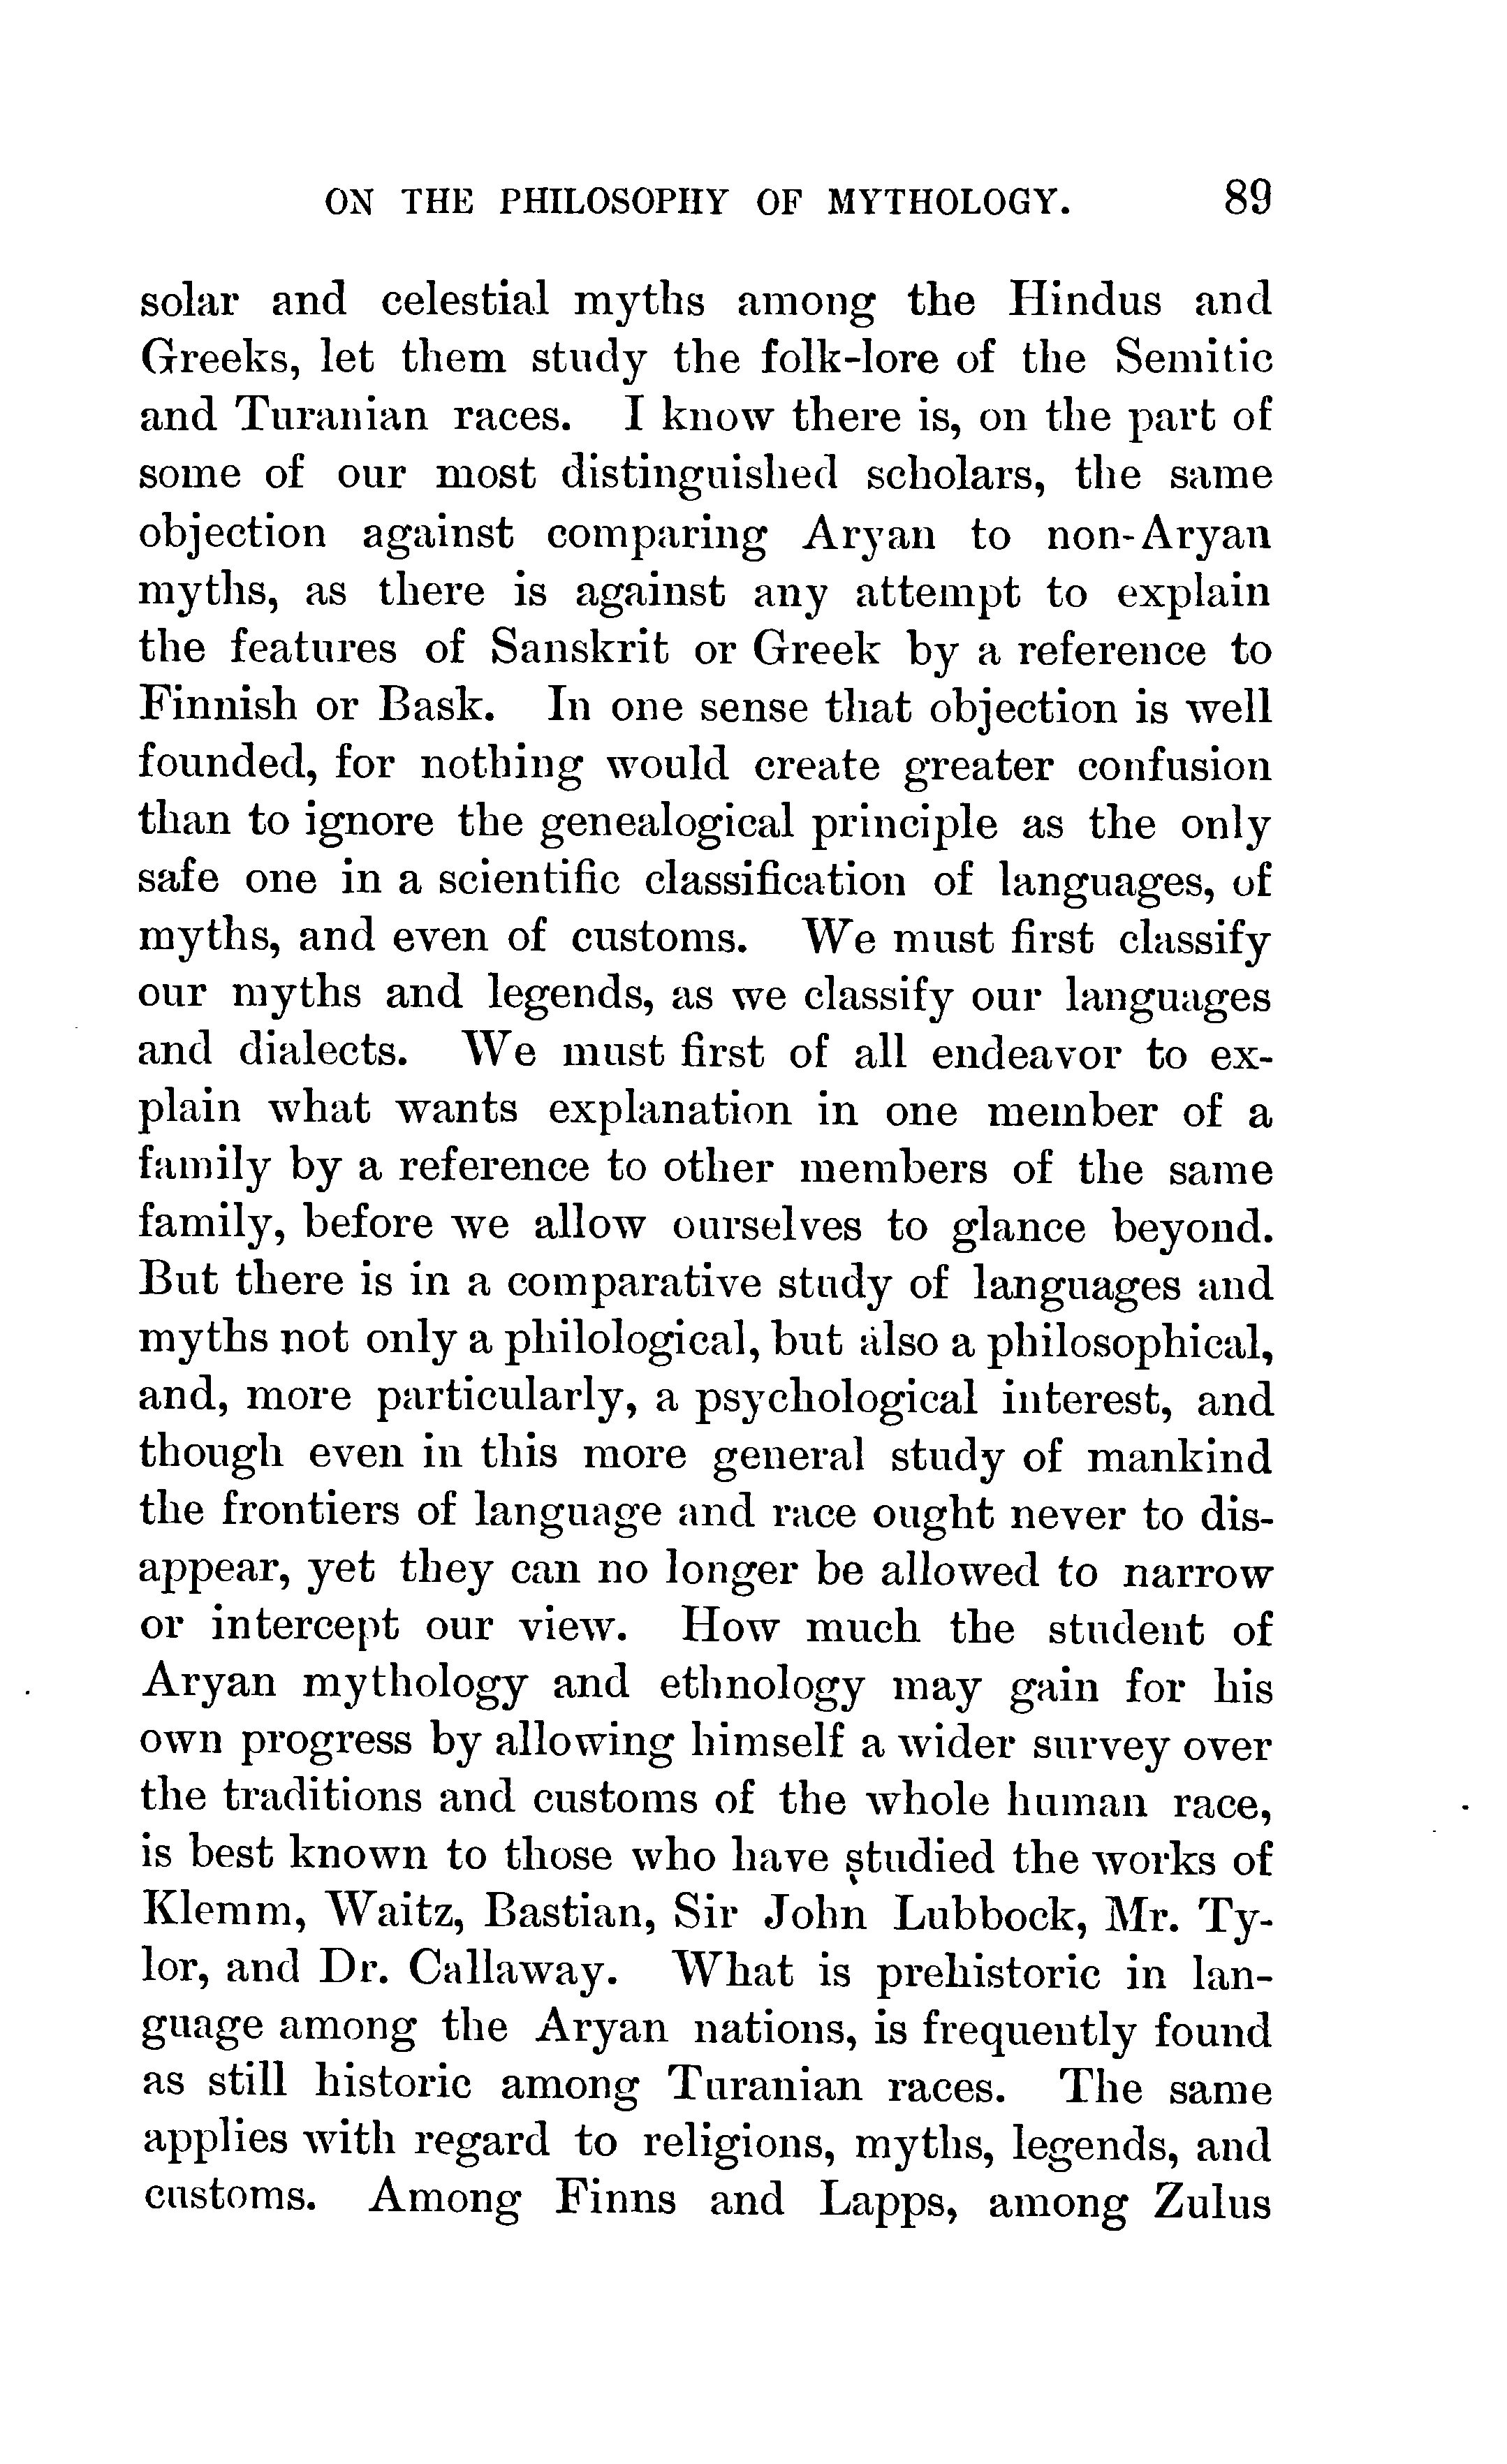 ON THE PHILOSOPHY OF MYTHOLOGY. 89
solar and celestial myths among the Hindus and
Greeks, let them study the folk-lore of the Semitic
and Turanian races. I know there is, on the part of
some of our most distinguished scholars, the same
objection against comparing Aryan to non-Aryan
myths, as there is against any attempt to explain
the features of Sanskrit or Greek by a reference to
Finnish or Bask. In one sense that objection is well
founded, for nothing would create greater confusion
than to ignore the genealogical principle as the only
safe one in a scientific classification of languages, of
myths, and even of customs. We must first classify
our myths and legends, as we classify our languages
and dialects. We must first of all endeavor to ex-
plain what wants explanation in one member of a
family by a reference to other members of the same
family, before we allow ourselves to glance beyond.
But there is in a comparative study of languages and
myths not only a philological, but also a philosophical,
and, more particularly, a psychological interest, and
though even in this more general study of mankind
the frontiers of language and race ought never to dis-
appear, yet they can no longer be allowed to narrow
or intercept our view. How much the student of
Aryan mythology and ethnology may gain for his
own progress by allowing himself a wider survey over
the traditions and customs of the whole human race,
is best known to those who have studied the works of
Klemm, Waitz, Bastian, Sir John Lubbock, Mr. Ty-
lor, and Dr. Callaway. What is prehistoric in lan-
guage among the Aryan nations, is frequently found
as still historic among Turanian races. The same
applies with regard to religions, myths, legends, and
customs. Among Finns and Lapps, among Zulus